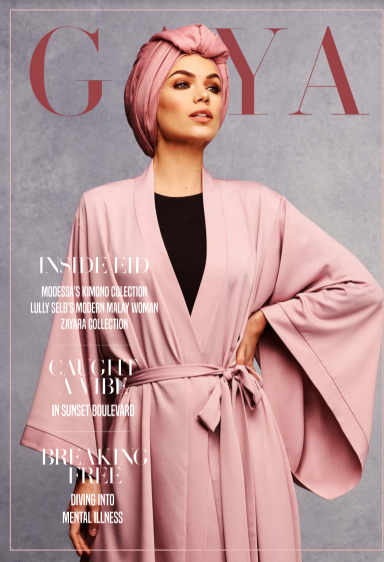 GAYA
INSIDE EID
MODESSA'S KIMONO COLECTION
LULLY SELB'S MODERN MALAY WOMAN
ZAYARA COLLECTION
CAUGHT
A VIBE
IN SUNSET BOULEVARD
BREAKING
FREE
DIVING INTO
MENTAL ILLNESS